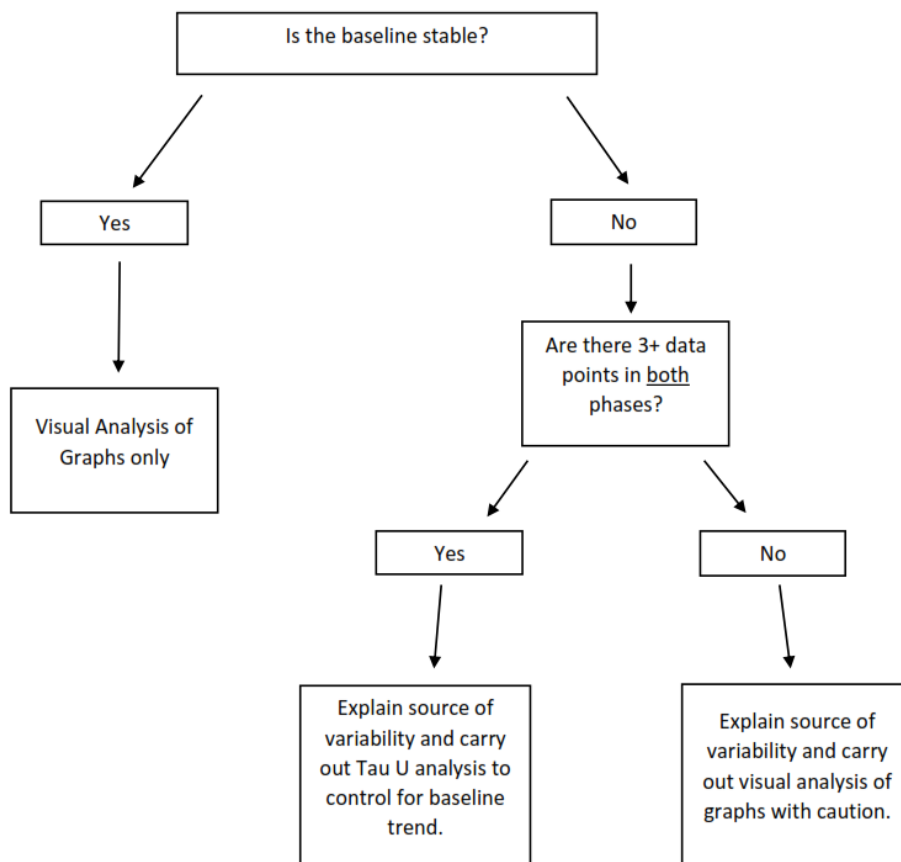 Is the baseline stable?
Yes
No
Are there 3+ data
points in both
phases?
Visual Analysis of
Graphs only
Yes
No
Explain source of
variability and carry
out Tau U analysis to
control for baseline
trend.
Explain source of
variability and carry
out visual analysis of
graphs with caution.